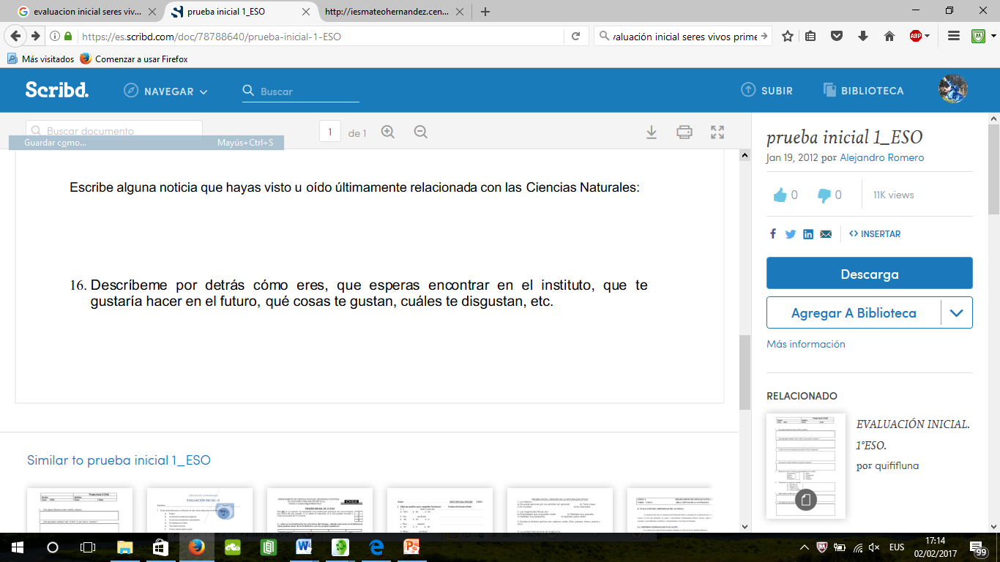 evaluacion inicial seres viv...
prueba inicial 1_ESO
http://iesmateohernandez.cen...
https://es.scribd.com/doc/78788640/prueba-inicial-1-ESO
valuación inicial seres vivos prime
ABP
Más visitados
Comenzar a usar Firefox
Scribd.
NAVEGAR
Buscar
SUBIR
BIBLIOTECA
Buscar documento
1
de 1
Guardar como...
Mayús+Ctrl+S
Escribe alguna noticia que hayas visto u oído últimamente relacionada con las Ciencias Naturales:
16. Descríbeme por detrás cómo eres, que esperas encontrar en el instituto, que te
gustaría hacer en el futuro, qué cosas te gustan, cuáles te disgustan, etc.
Similar to prueba inicial 1_ESO
EVALUACIÓN INICIAL
prueba inicial 1_ESO
Jan 19, 2012 por Alejandro Romero
0
0
11K views
INSERTAR
Descarga
Agregar A Biblioteca
Más información
RELACIONADO
EVALUACIÓN INICIAL.
1ºESO.
por quififluna
EUS
17:14
02/02/2017
99